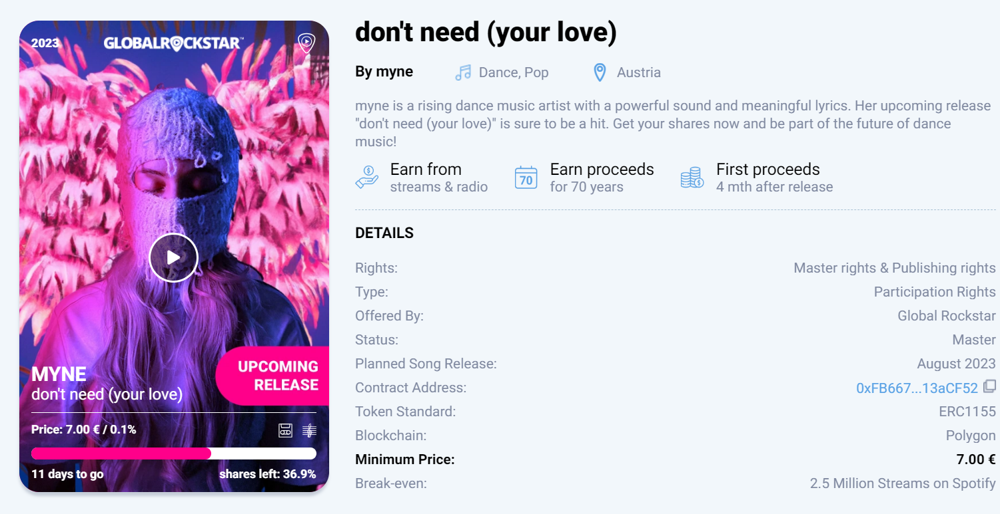 2023
GLOBALROCKSTAR™
MYNE
don't need (your love)
UPCOMING
RELEASE
Price: 7.00 € / 0.1%
11 days to go
shares left: 36.9%
don't need (your love)
By myne
Dance, Pop
Austria
myne is a rising dance music artist with a powerful sound and meaningful lyrics. Her upcoming release
"don't need (your love)" is sure to be a hit. Get your shares now and be part of the future of dance
music!
Earn from
streams & radio
70
Earn proceeds
for 70 years
First proceeds
4 mth after release
DETAILS
Rights: Master rights & Publishing rights
Type: Participation Rights
Offered By: Global Rockstar
Status: Master
Planned Song Release: August 2023
Contract Address: 0xFB667...13aCF52
Token Standard: ERC1155
Blockchain: Polygon
Minimum Price: 7.00 €
Break-even: 2.5 Million Streams on Spotify